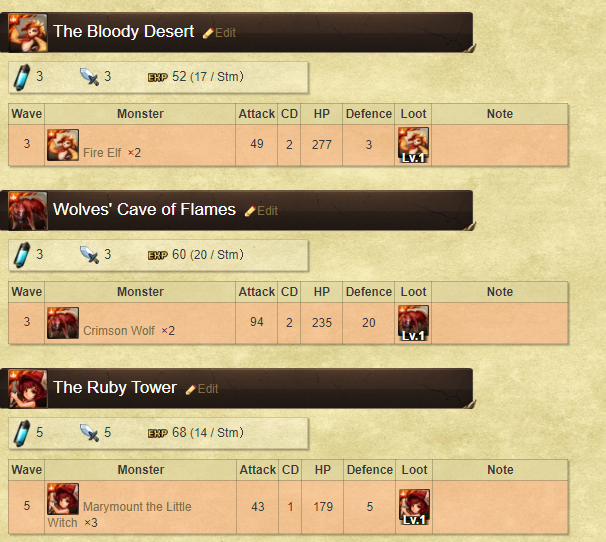 The Bloody Desert Edit
3 3 EXP 52 (17 / Stm)
Wave Monster Attack CD HP Defence Loot Note
3 Fire Elf ×2 49 2 277 3 Lv.1
Wolves' Cave of Flames Edit
3 3 EXP 60 (20 / Stm)
Wave Monster Attack CD HP Defence Loot Note
3 Crimson Wolf ×2 94 2 235 20 Lv.1
The Ruby Tower Edit
5 5 EXP 68 (14 / Stm)
Wave Monster Attack CD HP Defence Loot Note
5 Marymount the Little 43 1 179 5 Lv.1
Witch ×3